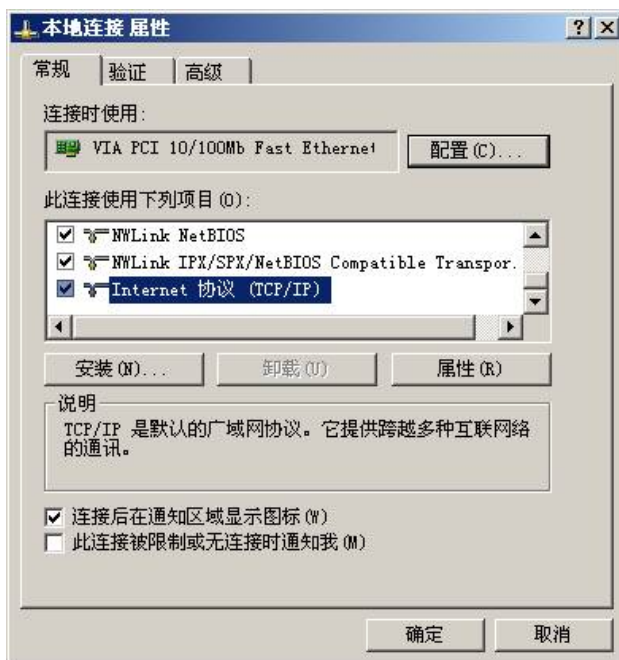 本地连接 属性
常规 验证 高级
连接时使用:
VIA PCI 10/100Mb Fast Ethernet
配置(C)...
此连接使用下列项目(O):
NWLink NetBIOS
NWLink IPX/SPX/NetBIOS Compatible Transpor.
Internet 协议 (TCP/IP)
安装(N)... 卸载(U) 属性(R)
说明
TCP/IP 是默认的广域网协议。它提供跨越多种互联网络
的通讯。
连接后在通知区域显示图标(W)
此连接被限制或无连接时通知我(M)
确定 取消